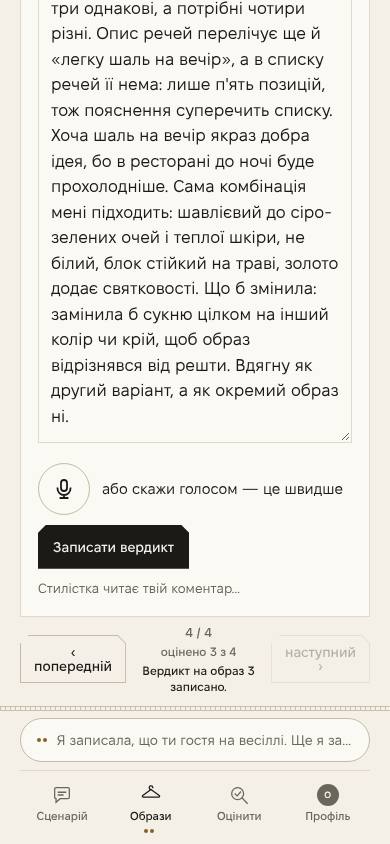 три однакові, а потрібні чотири
різні. Опис речей перелічує ще й
«легку шаль на вечір», а в списку
речей її нема: лише п'ять позицій,
тож пояснення суперечить списку.
Хоча шаль на вечір якраз добра
ідея, бо в ресторані до ночі буде
прохолодніше. Сама комбінація
мені підходить: шавлієвий до сіро-
зелених очей і теплої шкіри, не
білий, блок стійкий на траві, золото
додає святковості. Що б змінила:
замінила б сукню цілком на інший
колір чи крій, щоб образ
відрізнявся від решти. Вдягну як
другий варіант, а як окремий образ
ні.
або скажи голосом — це швидше
Записати вердикт
Стилістка читає твій коментар...
‹
попередній
4 / 4
оцінено 3 з 4
Вердикт на образ 3
записано.
наступний
›
Я записала, що ти гостя на весіллі. Ще я за...
Сценарій
Образи
Оцінити
О
Профіль